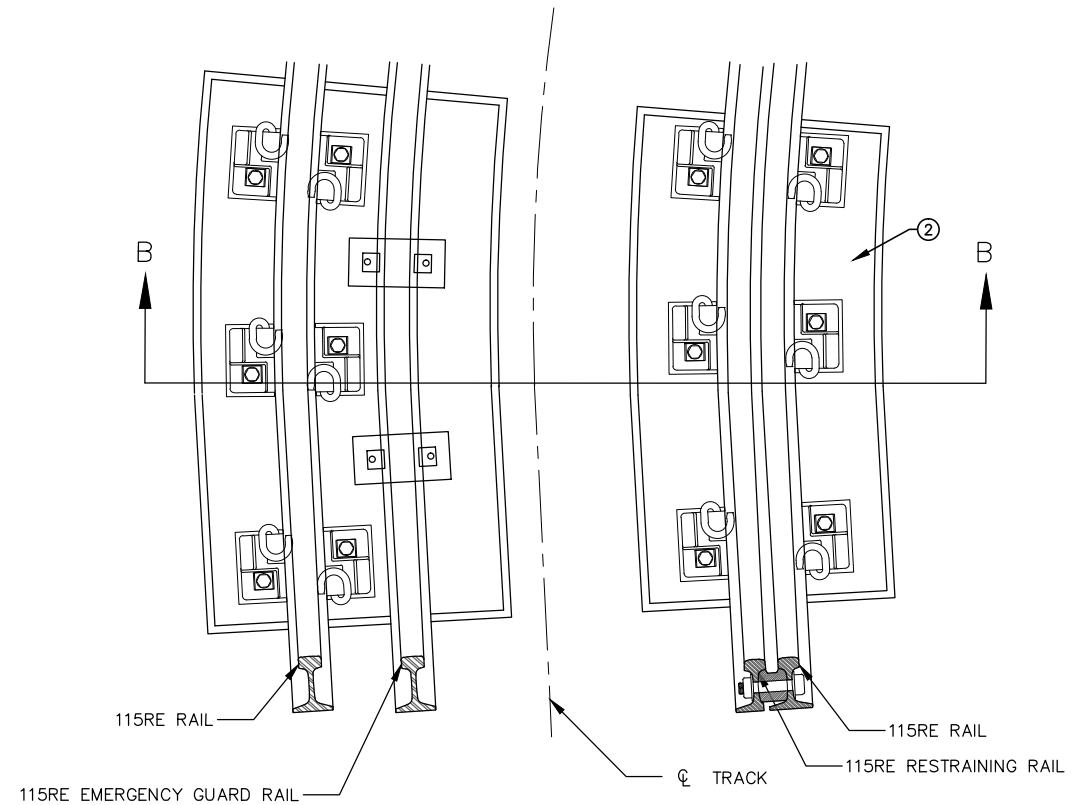 2
B
B
115RE RAIL
115RE RAIL
115RE RESTRAINING RAIL
℄ TRACK
115RE EMERGENCY GUARD RAIL